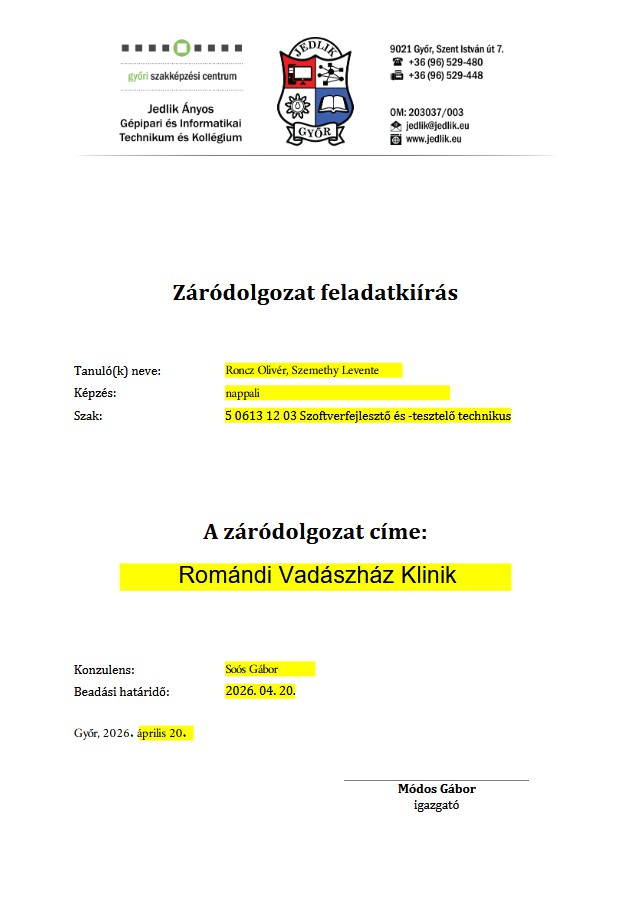 győri szakképzési centrum
Jedlik Ányos
Gépipari és Informatikai
Technikum és Kollégium
JEDLIK
GYŐR
9021 Győr, Szent István út 7.
+36 (96) 529-480
+36 (96) 529-448
OM: 203037/003
jedlik@jedlik.eu
www.jedlik.eu
Záródolgozat feladatkiírás
Tanuló(k) neve: Roncz Olivér, Szemethy Levente
Képzés: nappali
Szak: 5 0613 12 03 Szoftverfejlesztő és -tesztelő technikus
A záródolgozat címe:
Romándi Vadászház Klinik
Konzulens: Soós Gábor
Beadási határidő: 2026. 04. 20.
Győr, 2026. április 20.
Módos Gábor
igazgató